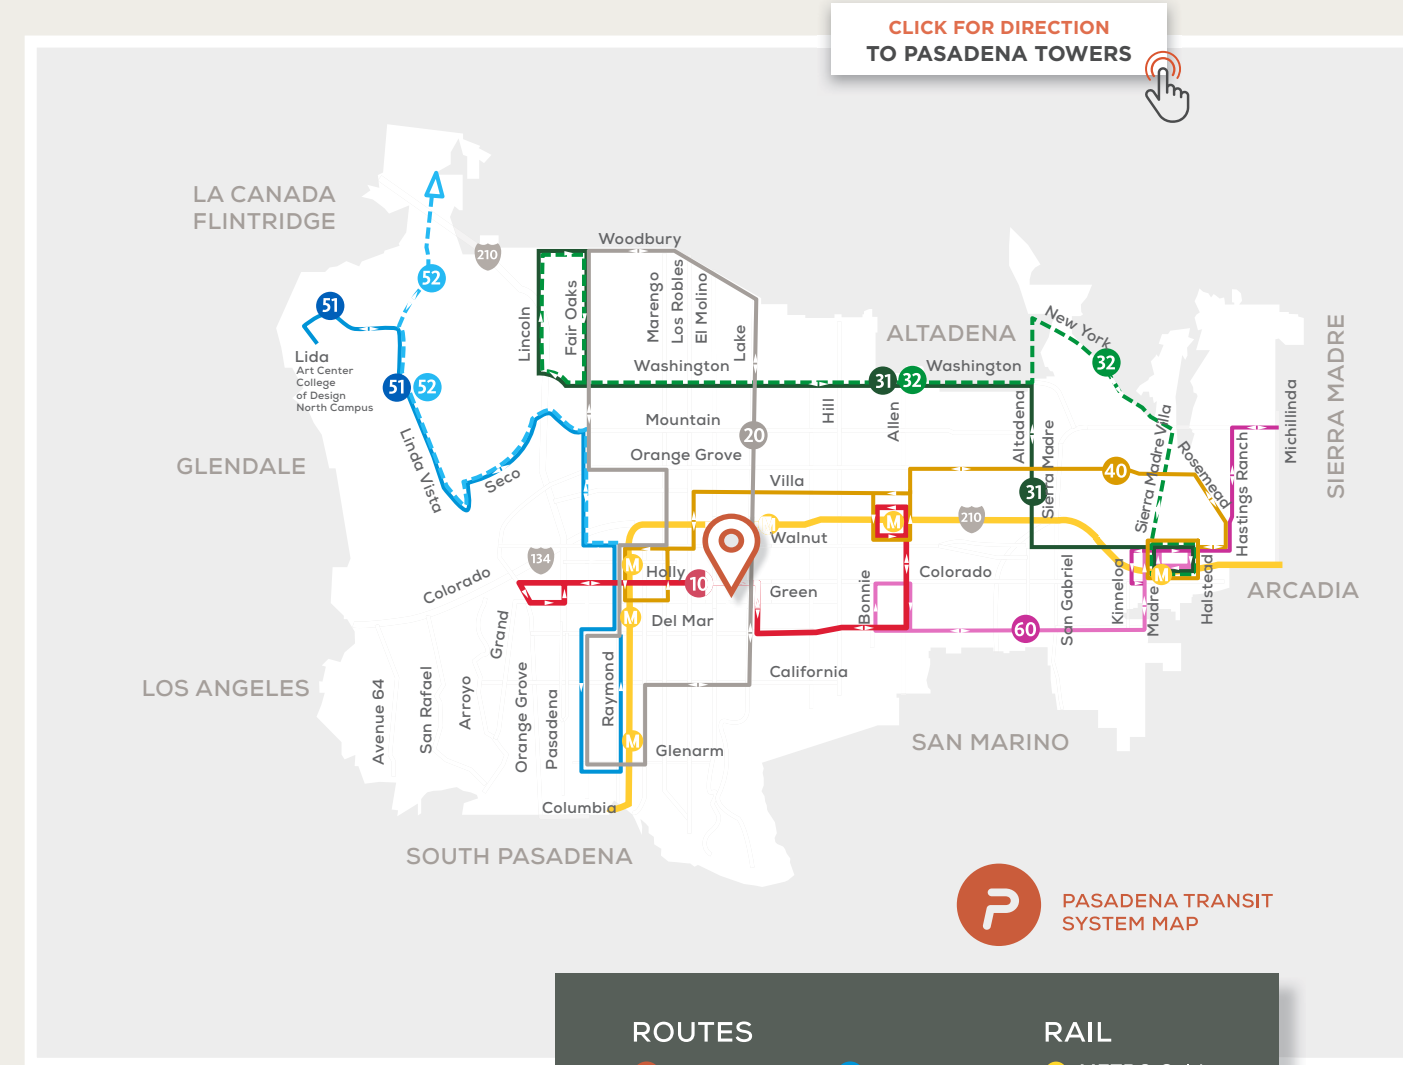 CLICK FOR DIRECTION
TO PASADENA TOWERS
LA CANADA
FLINTRIDGE
210
52
51
Lida
Art Center
College
of Design
North Campus
51
52
Linda Vista
Seco
GLENDALE
LOS ANGELES
Woodbury
Lincoln
Fair Oaks
Marengo
Los Robles
El Molino
Lake
Washington
Mountain
Orange Grove
20
Villa
Hill
Allen
31
32
Washington
ALTADENA
New York
32
Altadena
Sierra Madre
31
Sierra Madre Villa
Rosemead
40
Hastings Ranch
Michillinda
SIERRA MADRE
M
Walnut
M
210
134
M
Holly
10
Colorado
Green
M
Del Mar
Bonnie
Colorado
60
San Gabriel
Kinneloa
Madre
M
Halstead
ARCADIA
Grand
California
Avenue 64
San Rafael
Arroyo
Orange Grove
Pasadena
Raymond
M
Glenarm
Columbia
SAN MARINO
SOUTH PASADENA
P
PASADENA TRANSIT
SYSTEM MAP
ROUTES
RAIL